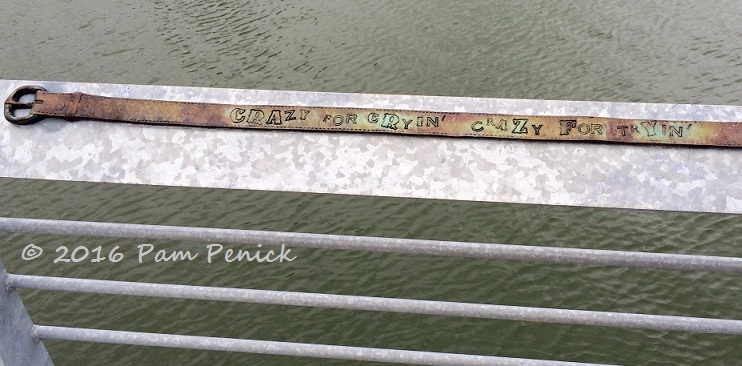 CRAZY FOR CRYIN' CRAZY FOR TRYIN'
© 2016 Pam Penick